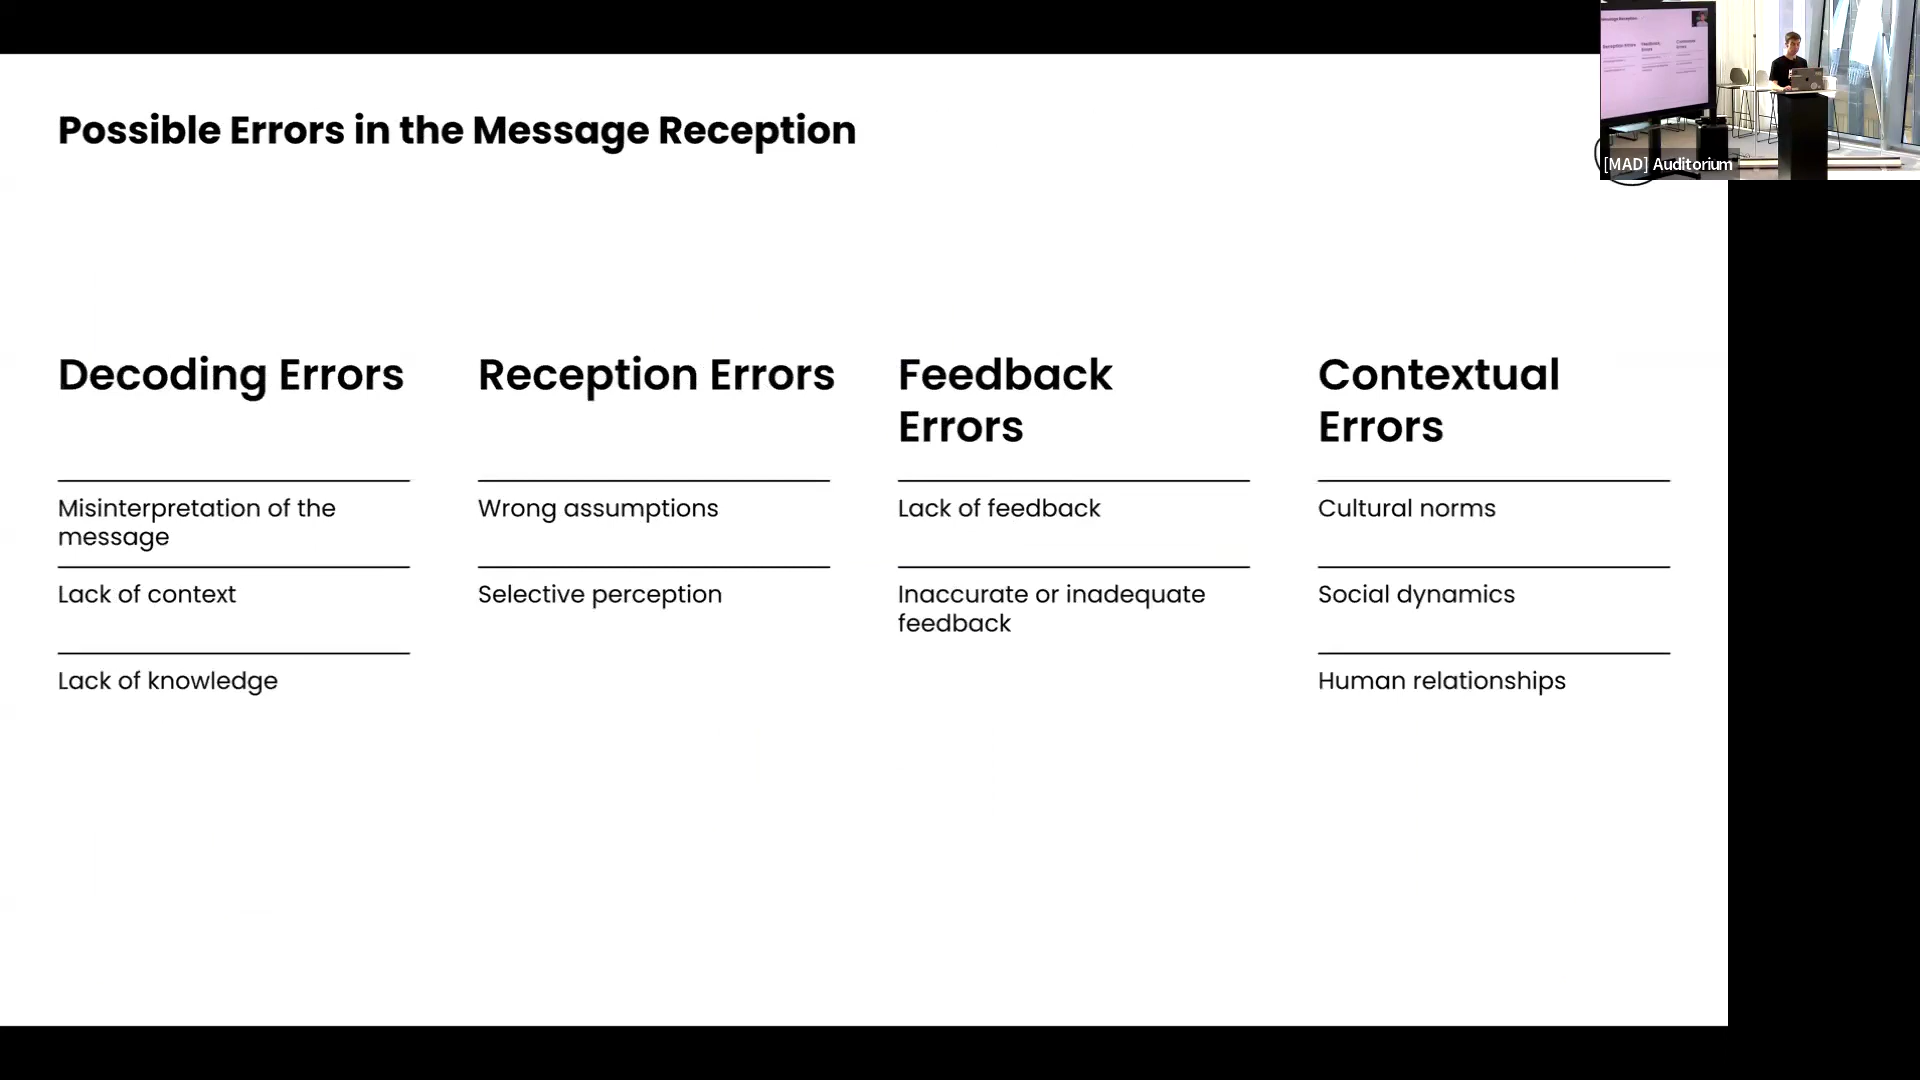 Possible Errors in the Message Reception
Decoding Errors
Misinterpretation of the
message
Lack of context
Lack of knowledge
Reception Errors
Wrong assumptions
Selective perception
Feedback
Errors
Lack of feedback
Inaccurate or inadequate
feedback
Contextual
Errors
Cultural norms
Social dynamics
Human relationships
[MAD] Auditorium